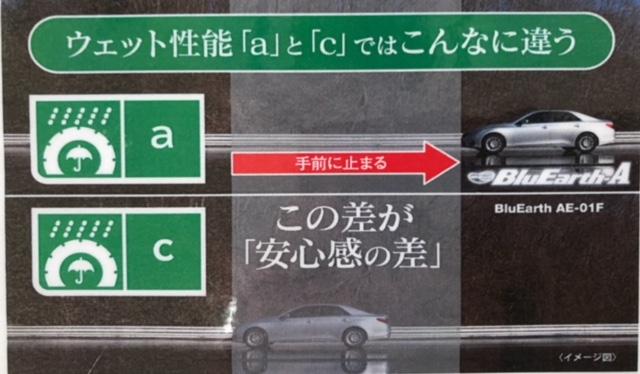 ウェット性能「a」と「c」ではこんなに違う
a
手前に止まる
BluEarth-A
BluEarth AE-01F
c
この差が
「安心感の差」
〈イメージ図〉